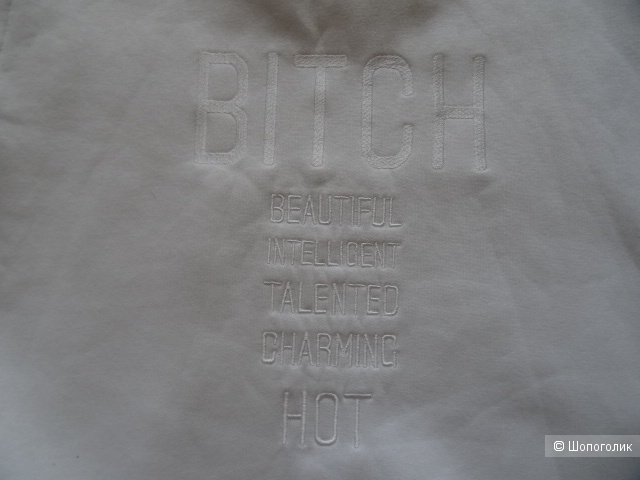 BITCH
BEAUTIFUL
INTELLIGENT
TALENTED
CHARMING
HOT
© Шопоголик